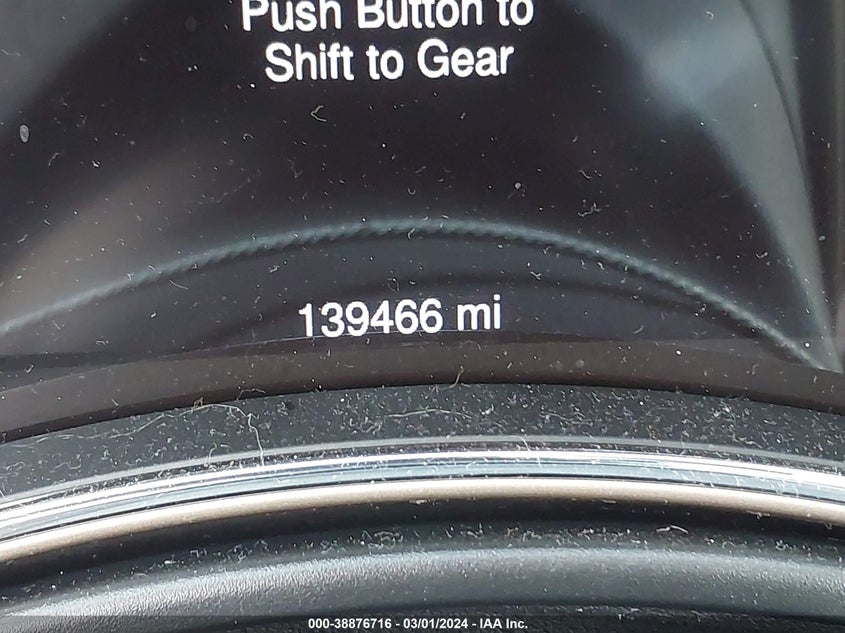 Push Button to
Shift to Gear
139466 mi
000-38876716 - 03/01/2024 - IAA Inc.